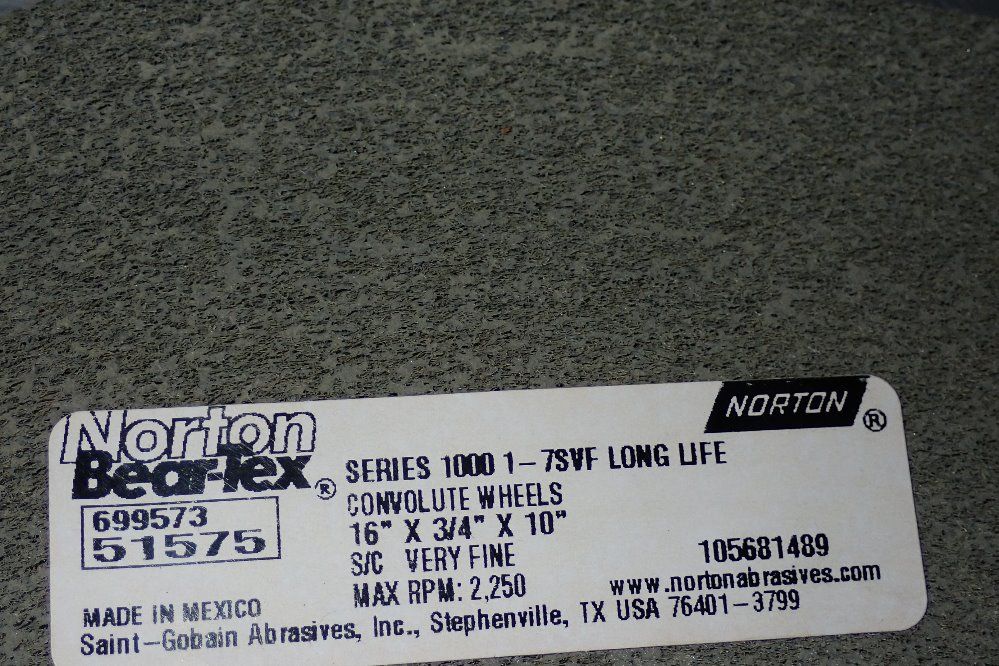 Norton
Bear-Tex®
NORTON®
699573
51575
SERIES 1000 1-7SVF LONG LIFE
CONVOLUTE WHEELS
16" X 3/4" X 10"
S/C VERY FINE
MAX RPM: 2,250
105681489
www.nortonabrasives.com
MADE IN MEXICO
Saint-Gobain Abrasives, Inc., Stephenville, TX USA 76401-3799